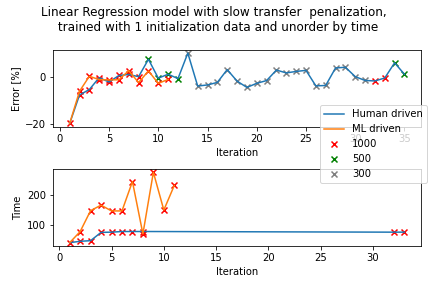 Linear Regression model with slow transfer  penalization,
trained with 1 initialization data and unorder by time
Error [%]
0
−20
0
5
10
15
20
25
30
35
Iteration
Human driven
ML driven
1000
500
300
Time
200
100
0
5
10
15
20
25
30
Iteration